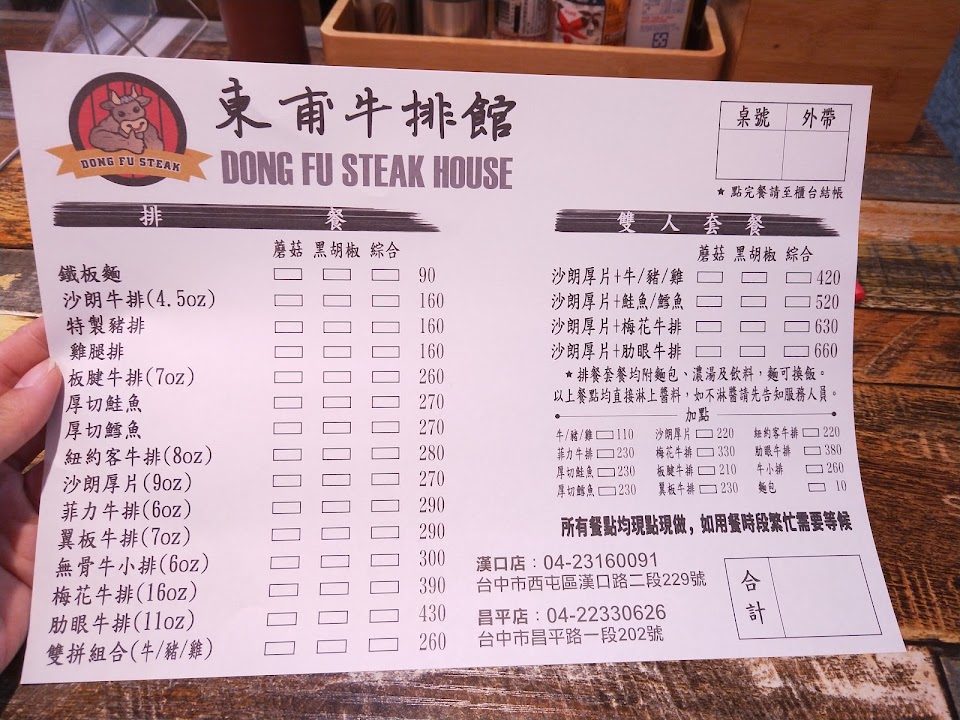 東甫牛排館
DONG FU STEAK
DONG FU STEAK HOUSE
桌號 外帶
★點完餐請至櫃台結帳
排餐
蘑菇 黑胡椒 綜合
鐵板麵 90
沙朗牛排(4.5oz) 160
特製豬排 160
雞腿排 160
板腱牛排(7oz) 260
厚切鮭魚 270
厚切鱈魚 270
紐約客牛排(8oz) 280
沙朗厚片(9oz) 270
菲力牛排(6oz) 290
翼板牛排(7oz) 290
無骨牛小排(6oz) 300
梅花牛排(16oz) 390
肋眼牛排(11oz) 430
雙拼組合(牛/豬/雞) 260
雙人套餐
蘑菇 黑胡椒 綜合
沙朗厚片+牛/豬/雞 420
沙朗厚片+鮭魚/鱈魚 520
沙朗厚片+梅花牛排 630
沙朗厚片+肋眼牛排 660
★排餐套餐均附麵包、濃湯及飲料，麵可換飯。
以上餐點均直接淋上醬料，如不淋醬請先告知服務人員。
加點
牛/豬/雞 110 沙朗厚片 220 紐約客牛排 220
菲力牛排 230 梅花牛排 330 肋眼牛排 380
厚切鮭魚 230 板腱牛排 210 牛小排 260
厚切鱈魚 230 翼板牛排 230 麵包 10
所有餐點均現點現做，如用餐時段繁忙需要等候
漢口店：04-23160091
台中市西屯區漢口路二段229號
昌平店：04-22330626
台中市昌平路一段202號
合計